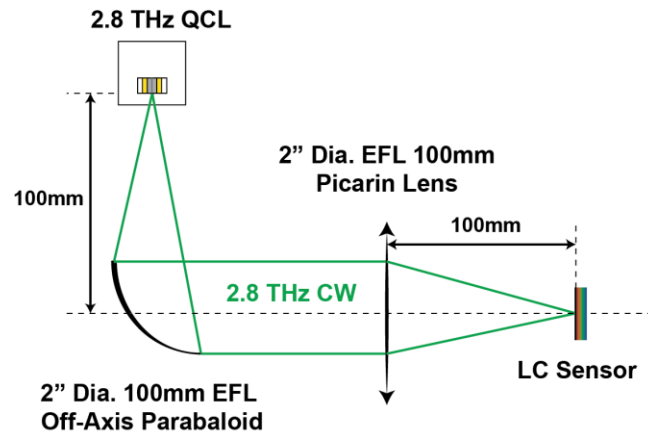 2.8 THz QCL
2” Dia. EFL 100mm
Picarin Lens
100mm
100mm
2.8 THz CW
LC Sensor
2” Dia. 100mm EFL
Off-Axis Parabaloid